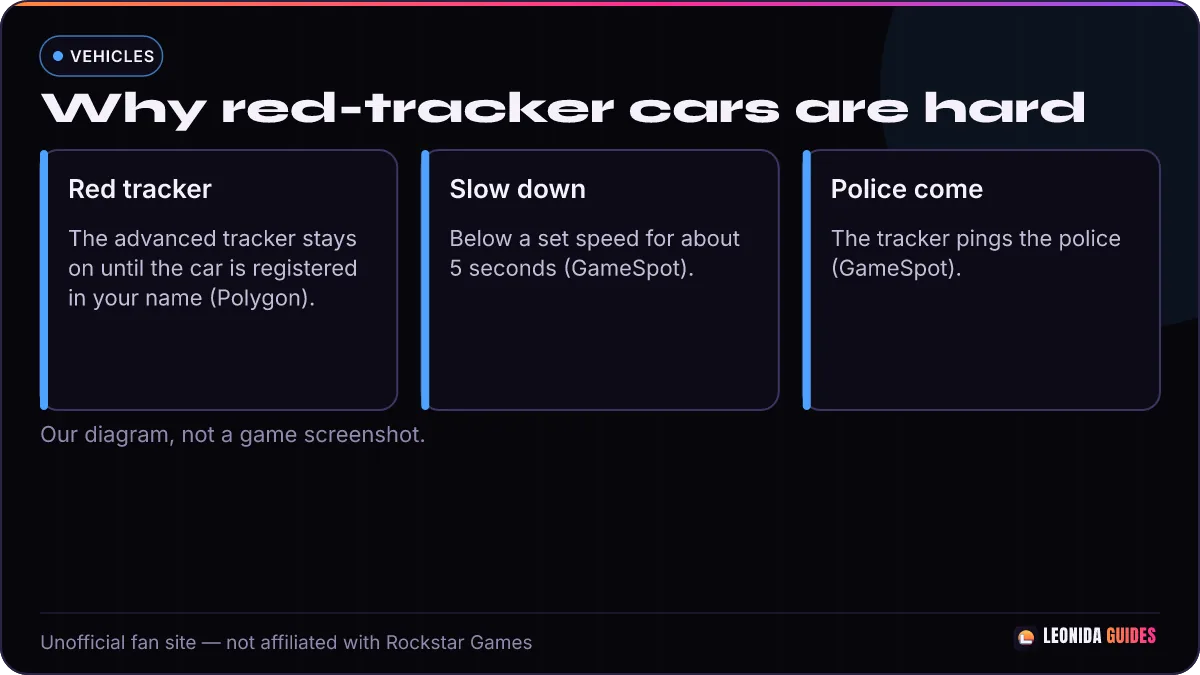 VEHICLES
Why red-tracker cars are hard
Red tracker
The advanced tracker stays
on until the car is registered
in your name (Polygon).
Slow down
Below a set speed for about
5 seconds (GameSpot).
Police come
The tracker pings the police
(GameSpot).
Our diagram, not a game screenshot.
Unofficial fan site — not affiliated with Rockstar Games
LEONIDA GUIDES